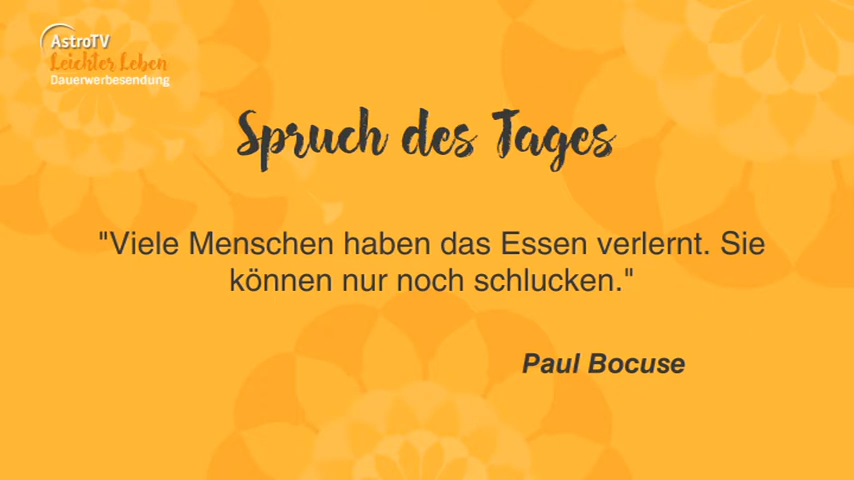 AstroTV
Leichter Leben
Dauerwerbesendung
Spruch des Tages
"Viele Menschen haben das Essen verlernt. Sie
können nur noch schlucken."
Paul Bocuse